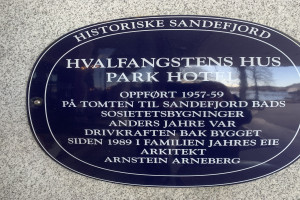 HISTORISKE SANDEFJORD
HVALFANGSTENS HUS
PARK HOTEL
OPPFØRT 1957-59
PÅ TOMTEN TIL SANDEFJORD BADS
SOSIETETSBYGNINGER
ANDERS JAHRE VAR
DRIVKRAFTEN BAK BYGGET
SIDEN 1989 I FAMILIEN JAHRES EIE
ARKITEKT
ARNSTEIN ARNEBERG